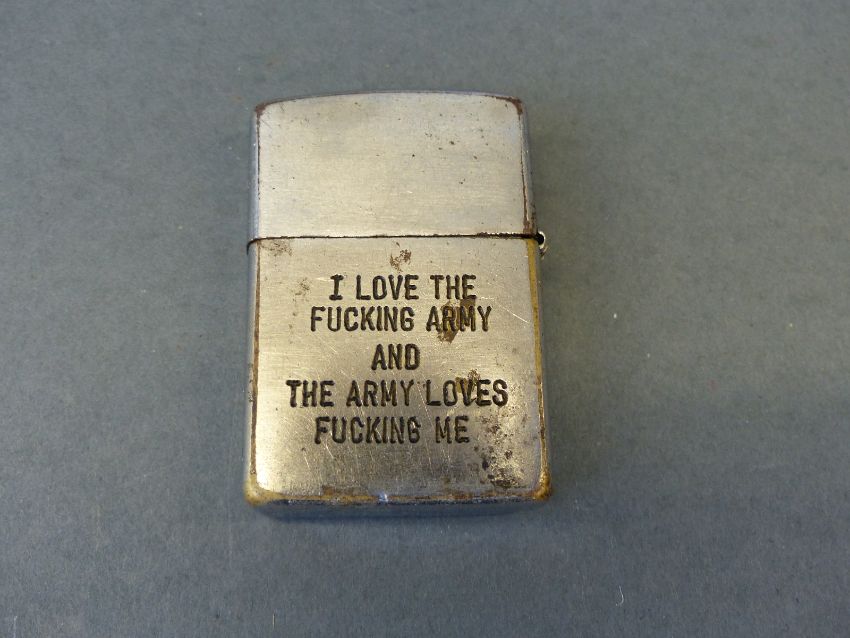 I LOVE THE
FUCKING ARMY
AND
THE ARMY LOVES
FUCKING ME